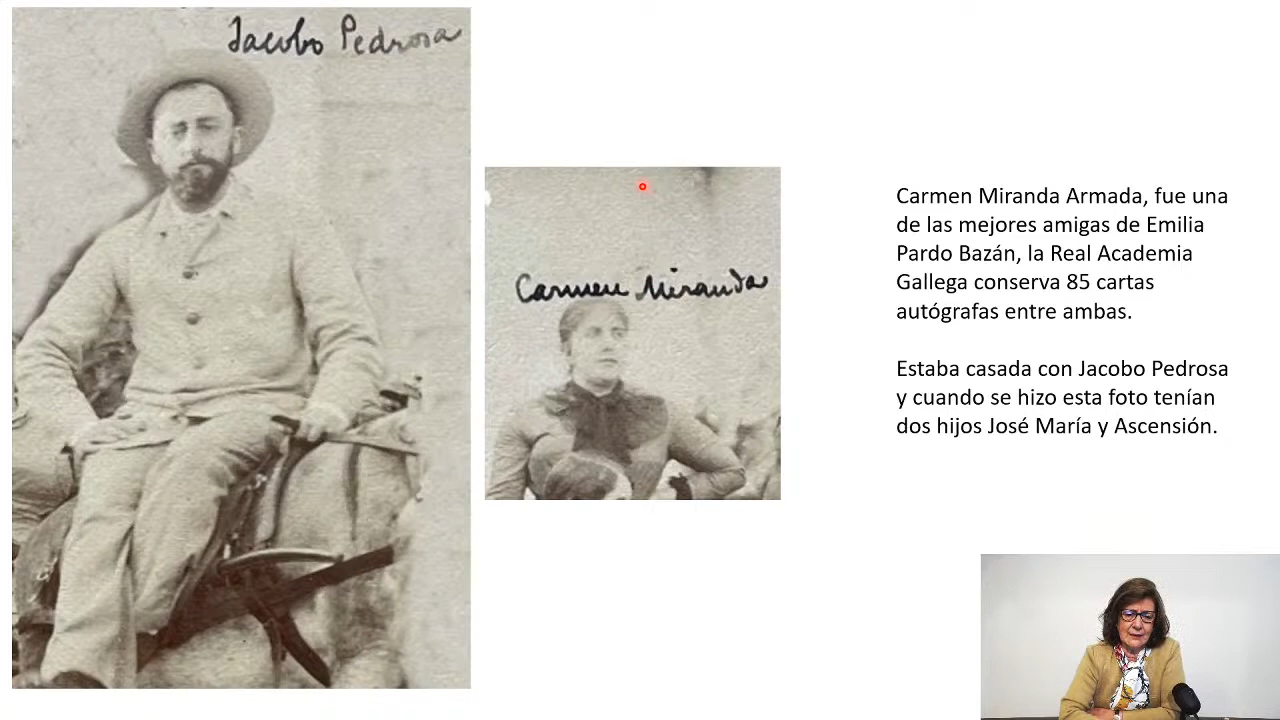 Jacobo Pedrosa
Carmen Miranda
Carmen Miranda Armada, fue una
de las mejores amigas de Emilia
Pardo Bazán, la Real Academia
Gallega conserva 85 cartas
autógrafas entre ambas.
Estaba casada con Jacobo Pedrosa
y cuando se hizo esta foto tenían
dos hijos José María y Ascensión.